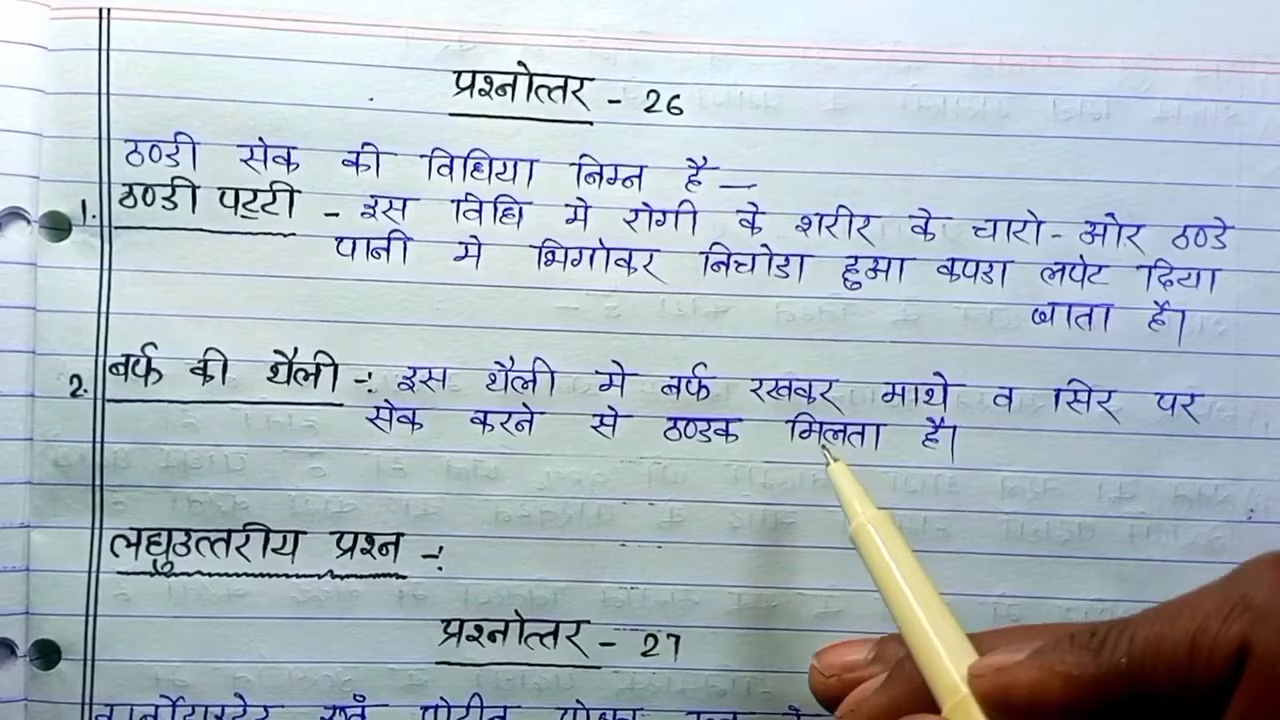 प्रश्नोत्तर - 26
ठण्डी सेक की विधिया निम्न है —
1. ठण्डी पट्टी - इस विधि मे रोगी के शरीर के चारो-ओर ठण्डे
पानी मे भिगोकर निचोडा हुआ कपडा लपेट दिया
जाता है।
2. बर्फ की थैली -: इस थैली मे बर्फ रखकर माथे व सिर पर
सेक करने से ठण्डक मिलता है।
लघुउत्तरीय प्रश्न -:
प्रश्नोत्तर - 27